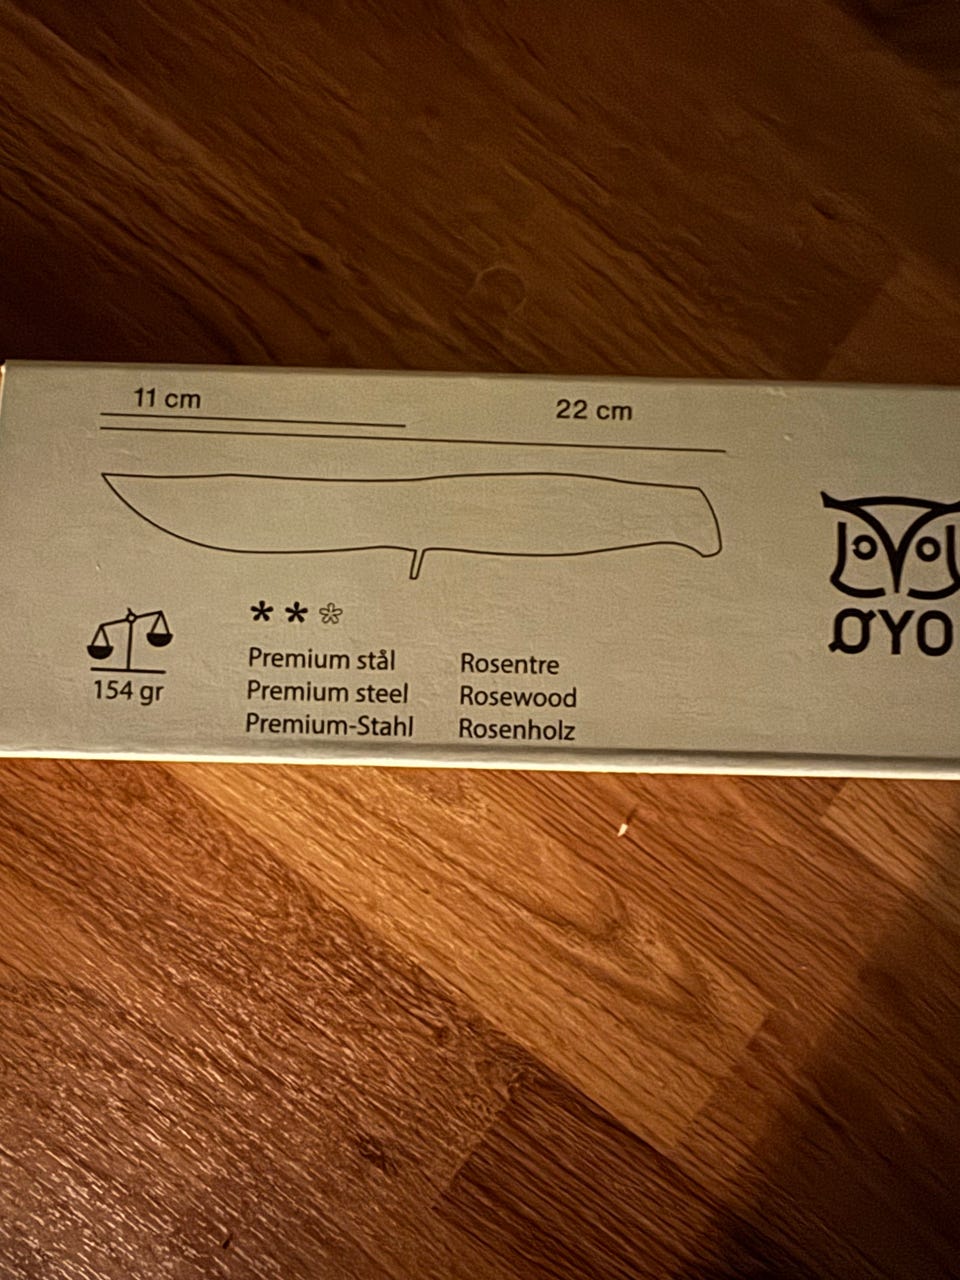 11 cm
22 cm
154 gr
Premium stål
Premium steel
Premium-Stahl
Rosentre
Rosewood
Rosenholz
ØYO